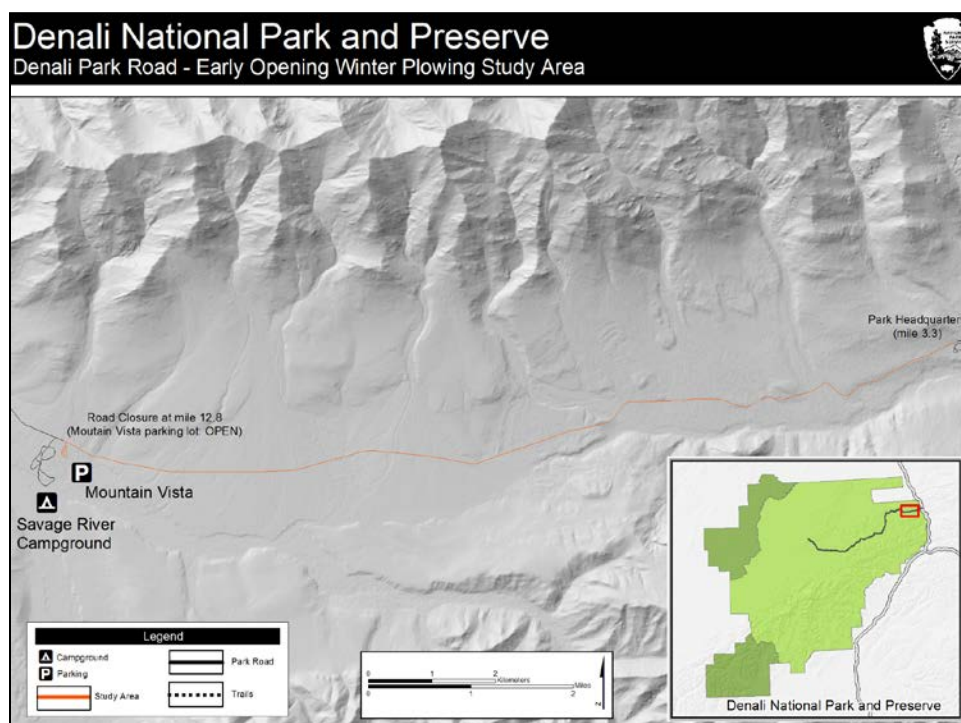 Denali National Park and Preserve
Denali Park Road - Early Opening Winter Plowing Study Area
Park Headquarter
(mile 3.3)
Road Closure at mile 12.8
(Moutain Vista parking lot: OPEN)
P
Mountain Vista
Savage River
Campground
Legend
Campground
P Parking
Study Area
Park Road
Trails
0 1 2
Kilometers
0 1 2
Miles
N
Denali National Park and Preserve